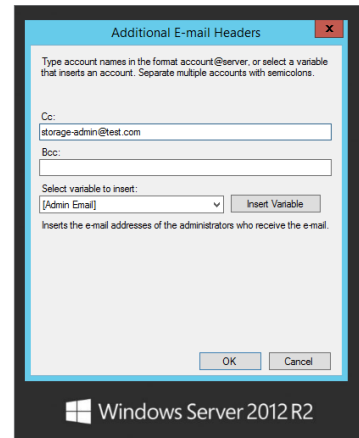 Additional E-mail Headers
x
Type account names in the format account@server, or select a variable
that inserts an account. Separate multiple accounts with semicolons.
Cc:
storage-admin@test.com
Bcc:
Select variable to insert:
[Admin Email]
Insert Variable
Inserts the e-mail addresses of the administrators who receive the e-mail.
OK
Cancel
Windows Server 2012 R2